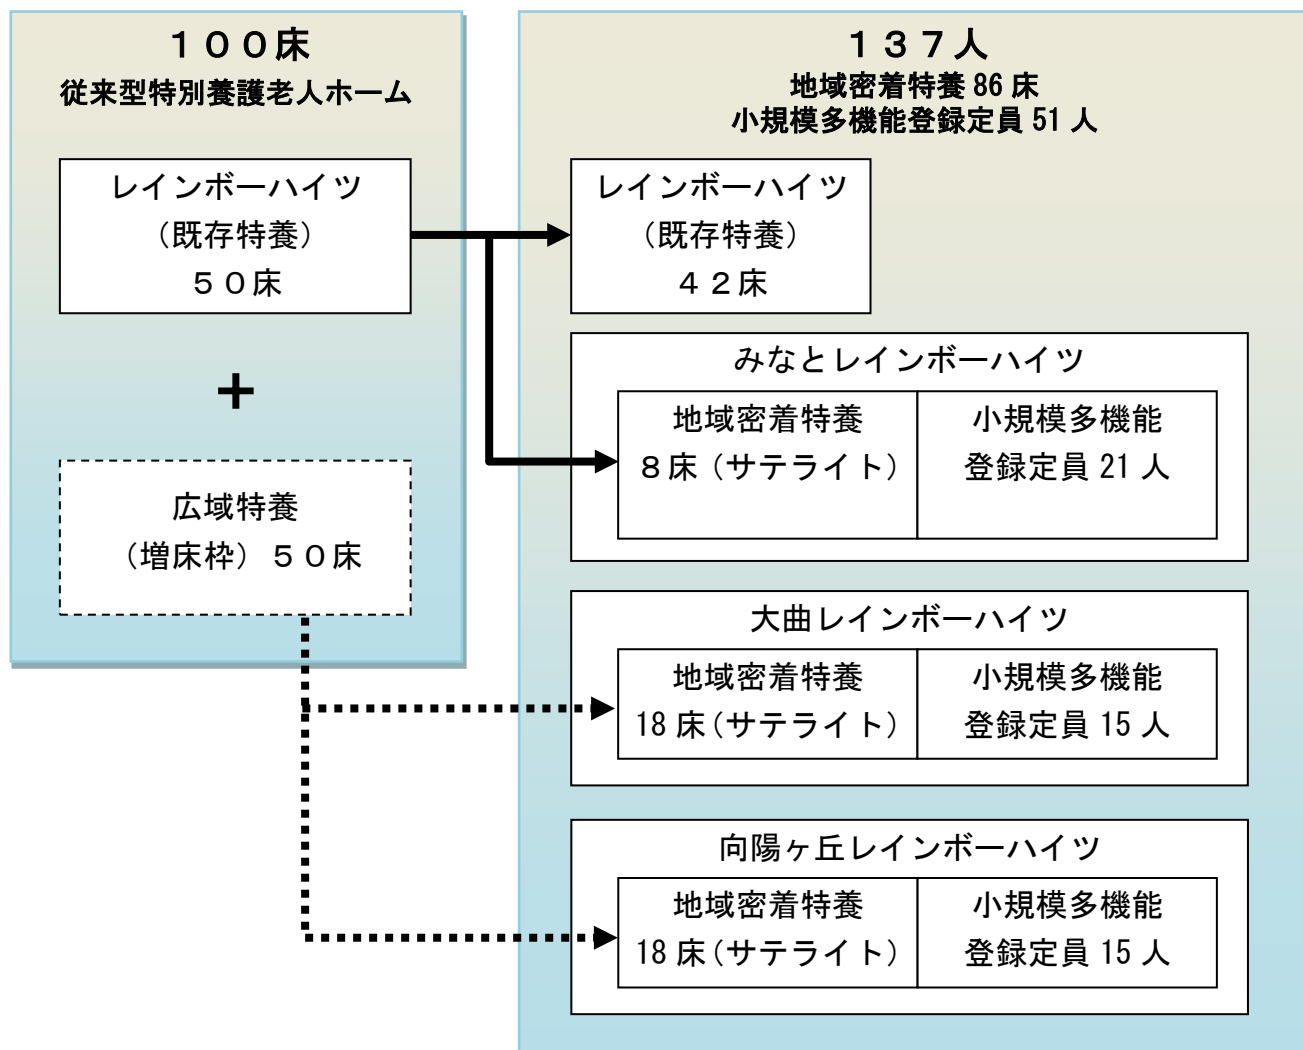 １００床
従来型特別養護老人ホーム
レインボーハイツ
（既存特養）
５０床
＋
広域特養
（増床枠）５０床
１３７人
地域密着特養 86 床
小規模多機能登録定員 51 人
レインボーハイツ
（既存特養）
４２床
みなとレインボーハイツ
地域密着特養
８床（サテライト）
小規模多機能
登録定員 21 人
大曲レインボーハイツ
地域密着特養
18 床（サテライト）
小規模多機能
登録定員 15 人
向陽ヶ丘レインボーハイツ
地域密着特養
18 床（サテライト）
小規模多機能
登録定員 15 人